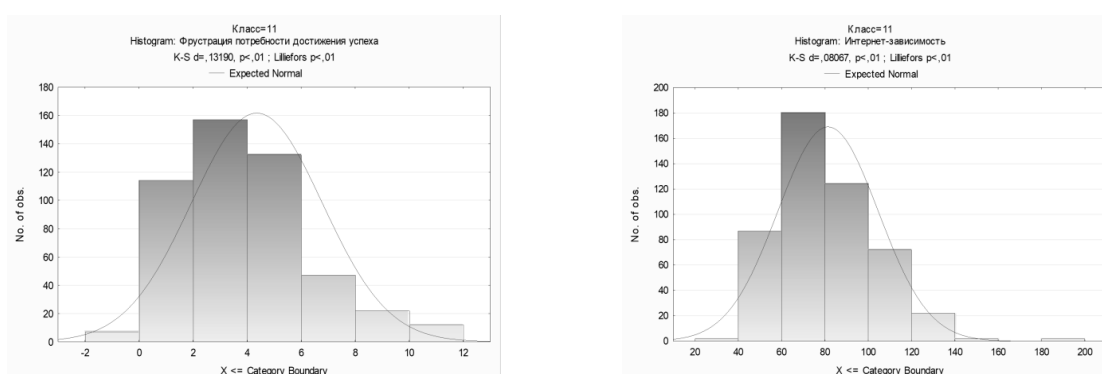 Класс=11
Histogram: Фрустрация потребности достижения успеха
K-S d=,13190, p<,01 ; Lilliefors p<,01
Expected Normal
180
160
140
120
100
80
60
40
20
0
No. of obs.
-2 0 2 4 6 8 10 12
X <= Category Boundary
Класс=11
Histogram: Интернет-зависимость
K-S d=,08067, p<,01 ; Lilliefors p<,01
Expected Normal
200
180
160
140
120
100
80
60
40
20
0
No. of obs.
20 40 60 80 100 120 140 160 180 200
X <= Category Boundary